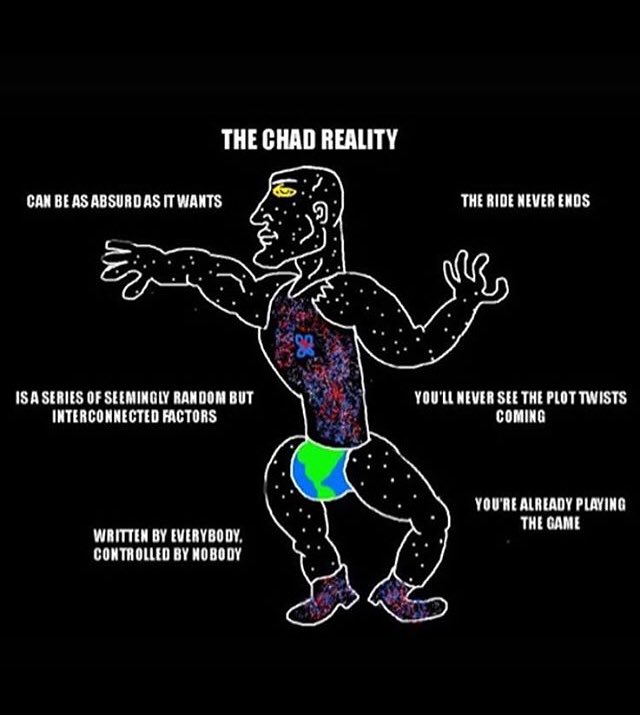 THE CHAD REALITY
CAN BE AS ABSURD AS IT WANTS
THE RIDE NEVER ENDS
IS A SERIES OF SEEMINGLY RANDOM BUT
INTERCONNECTED FACTORS
YOU'LL NEVER SEE THE PLOT TWISTS
COMING
YOU'RE ALREADY PLAYING
THE GAME
WRITTEN BY EVERYBODY,
CONTROLLED BY NOBODY